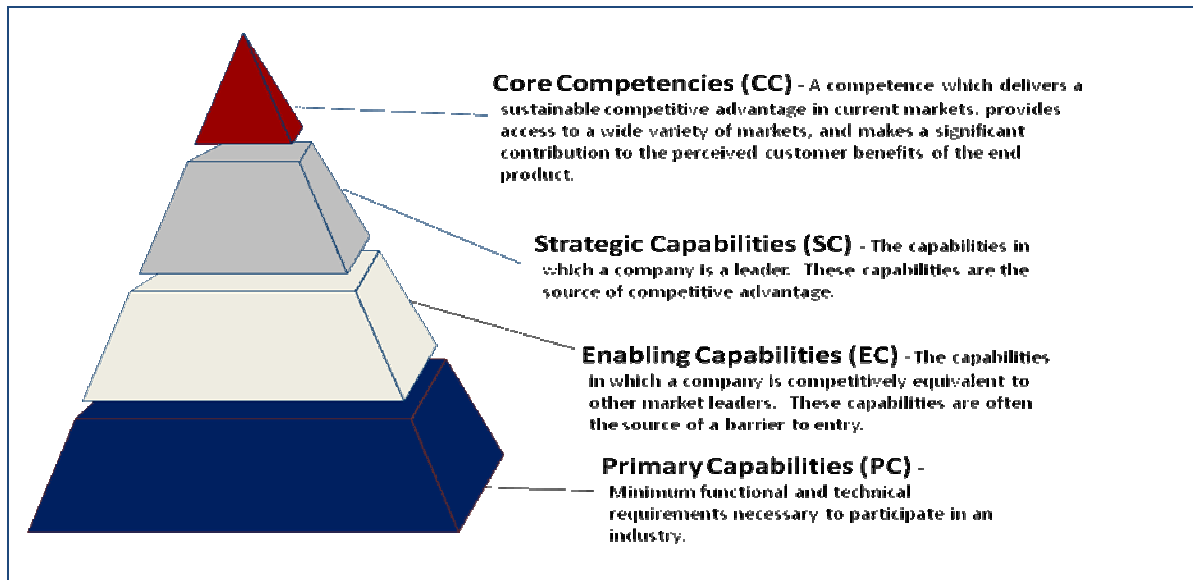 Core Competencies (CC) - A competence which delivers a
sustainable competitive advantage in current markets, provides
access to a wide variety of markets, and makes a significant
contribution to the perceived customer benefits of the end
product.
Strategic Capabilities (SC) - The capabilities in
which a company is a leader. These capabilities are the
source of competitive advantage.
Enabling Capabilities (EC) - The capabilities
in which a company is competitively equivalent to
other market leaders. These capabilities are often
the source of a barrier to entry.
Primary Capabilities (PC) -
Minimum functional and technical
requirements necessary to participate in an
industry.